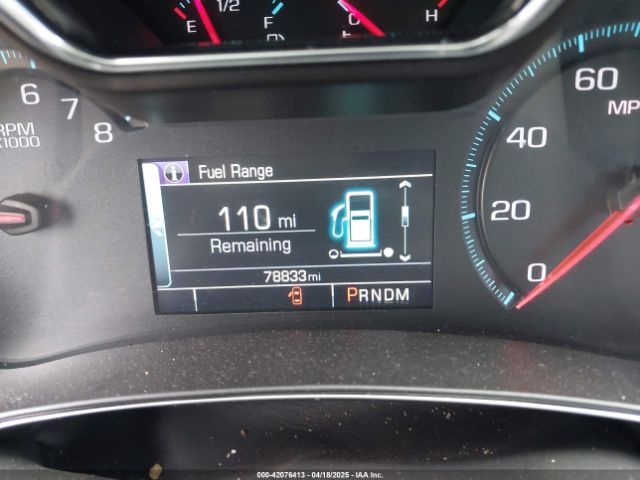 1/2
E F C H
6 7 8
RPM
X1000
Fuel Range
110 mi
Remaining
78833 mi
PRNDM
60
40
20
0
MP
000-42076413 - 04/18/2025 - IAA Inc.